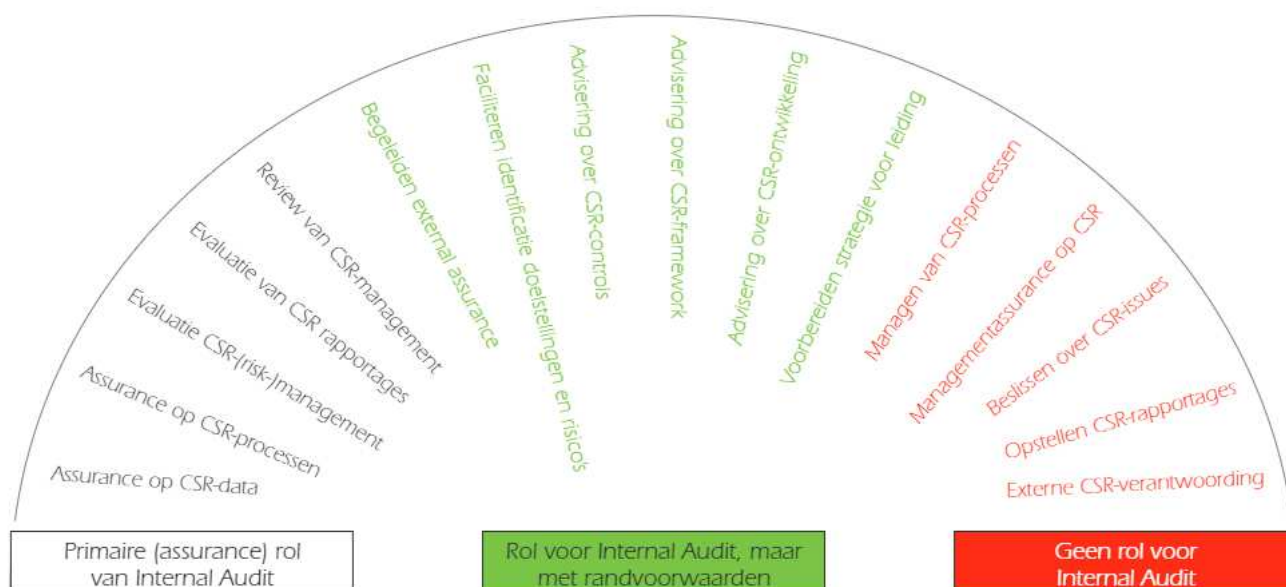 Assurance op CSR-data
Assurance op CSR-processen
Evaluatie CSR-(risk-)management
Evaluatie van CSR rapportages
Review van CSR-management
Begeleiden external assurance
Faciliteren identificatie doelstellingen en risico's
Advisering over CSR-controls
Advisering over CSR-framework
Advisering over CSR-ontwikkeling
Voorbereiden strategie voor leiding
Managen van CSR-processen
Managementassurance op CSR
Beslissen over CSR-issues
Opstellen CSR-rapportages
Externe CSR-verantwoording
Primaire (assurance) rol
van Internal Audit
Rol voor Internal Audit, maar
met randvoorwaarden
Geen rol voor
Internal Audit